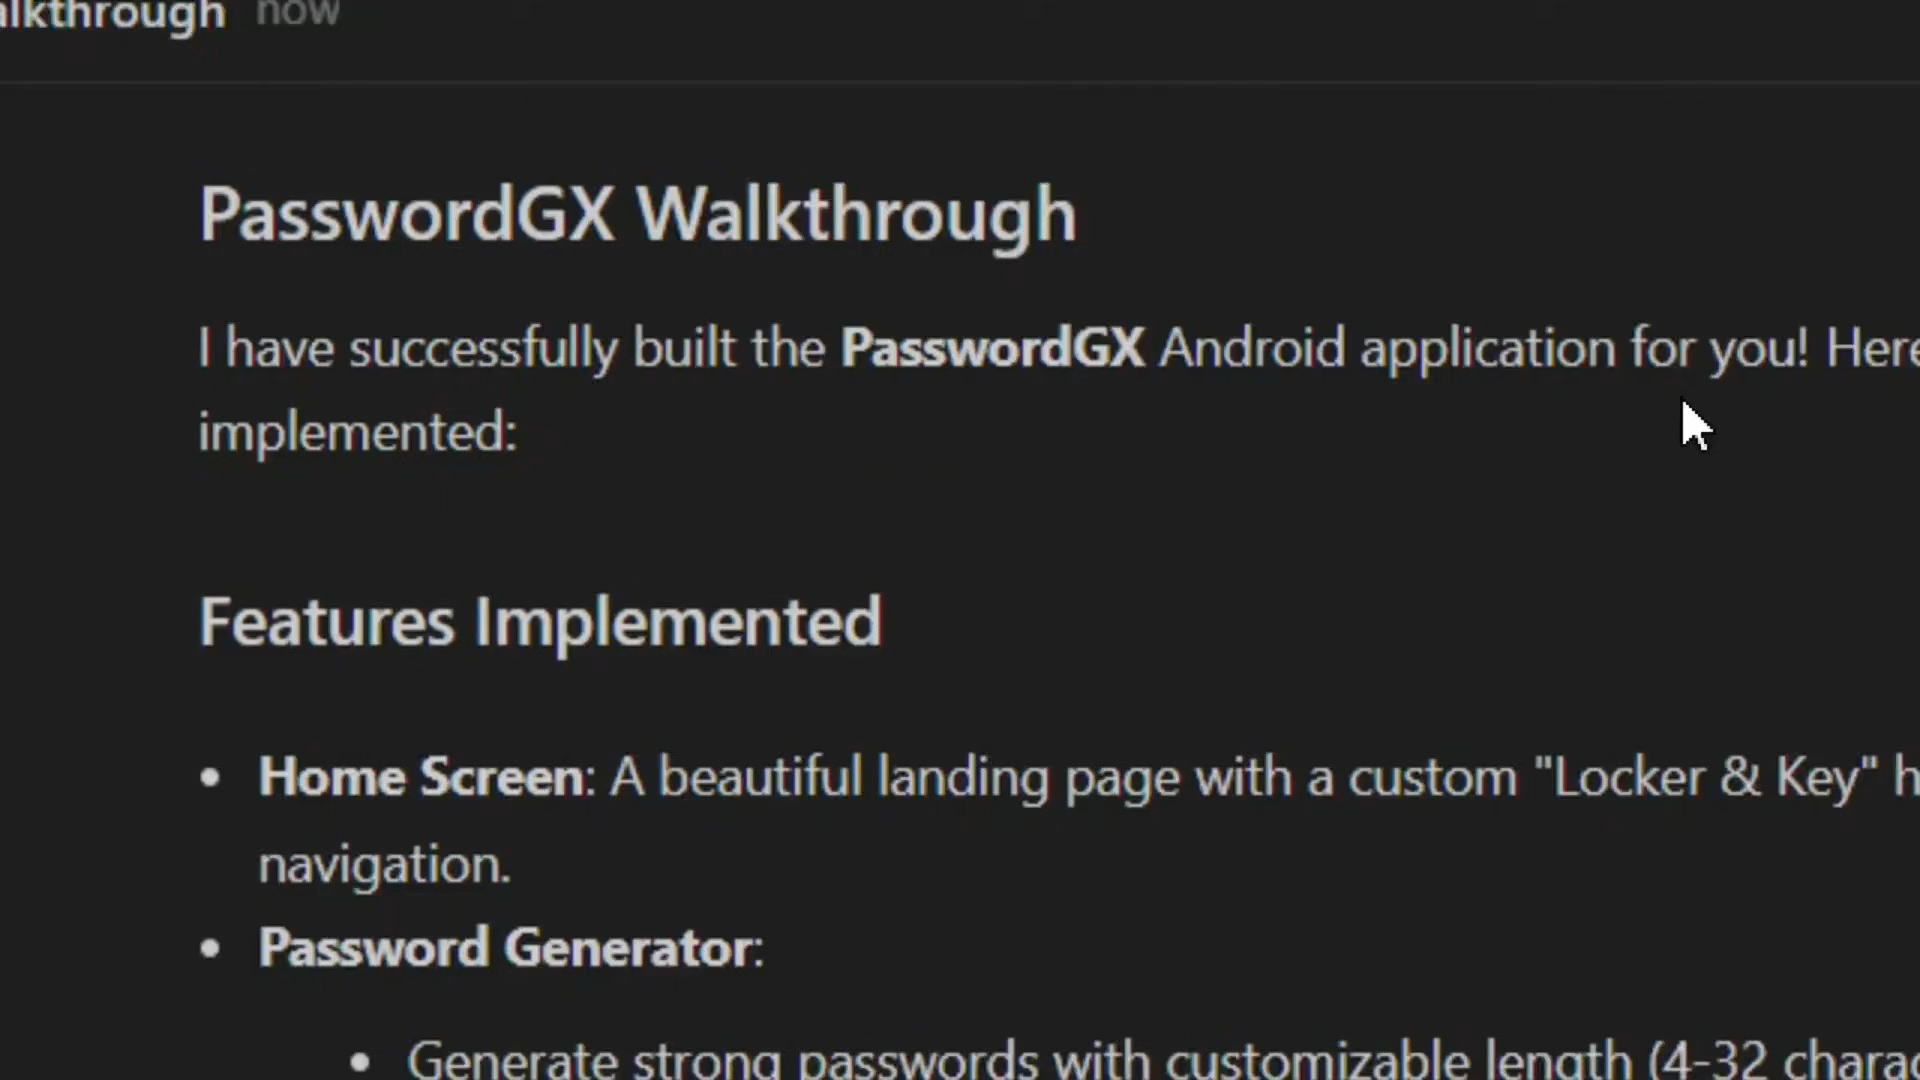 now
PasswordGX Walkthrough
I have successfully built the PasswordGX Android application for you! Here
implemented:
Features Implemented
• Home Screen: A beautiful landing page with a custom "Locker & Key"
navigation.
• Password Generator:
• Generate strong passwords with customizable length (4-32